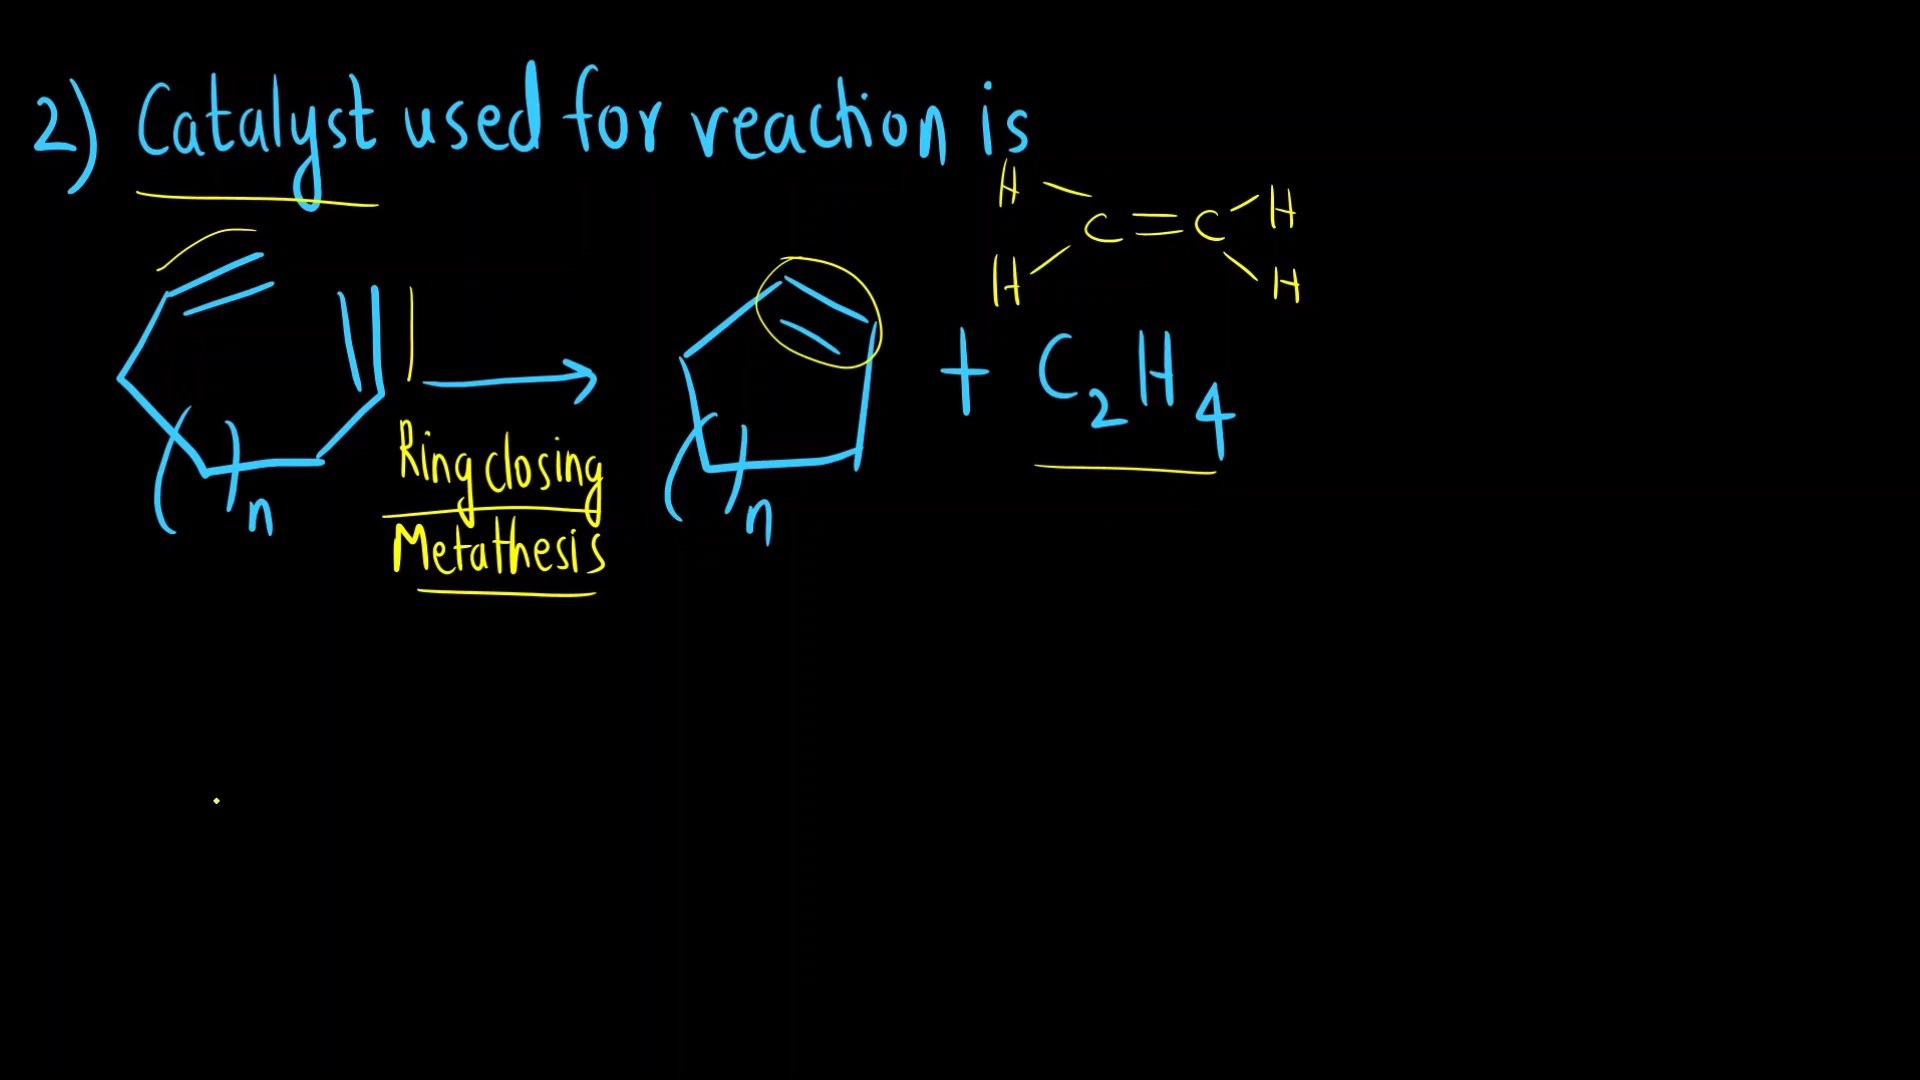 2) Catalyst used for reaction is
H C = C H
H H
+ C2H4
Ring closing
Metathesis
n n